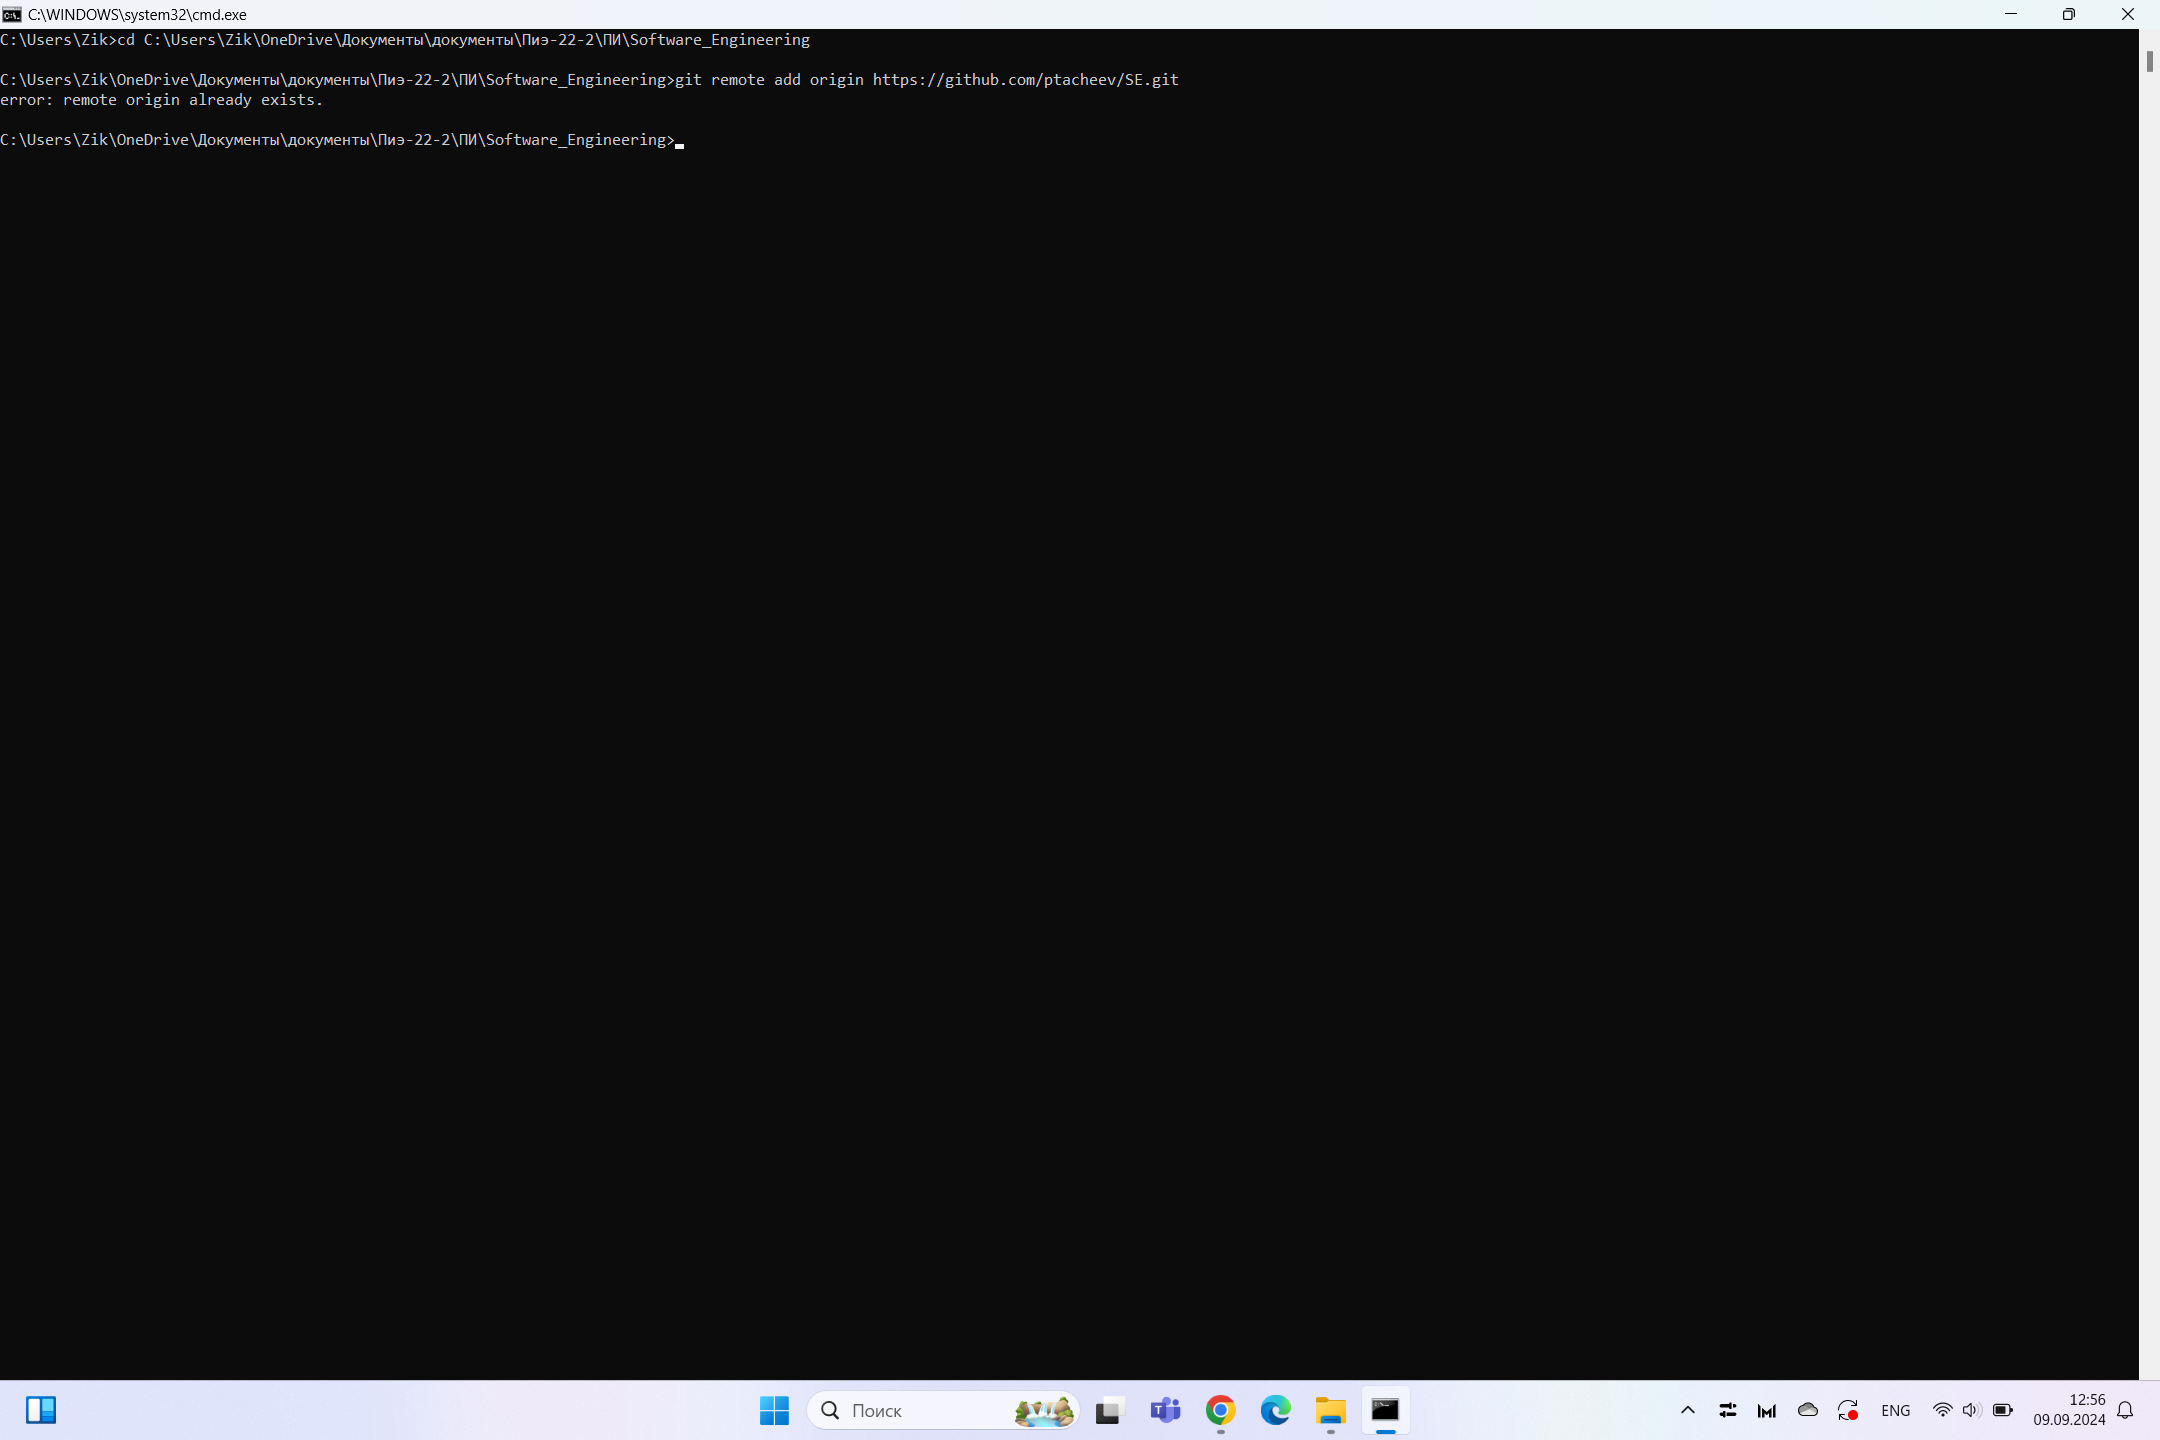 C:\WINDOWS\system32\cmd.exe
C:\Users\Zik>cd C:\Users\Zik\OneDrive\Документы\документы\Пиэ-22-2\ПИ\Software_Engineering
C:\Users\Zik\OneDrive\Документы\документы\Пиэ-22-2\ПИ\Software_Engineering>git remote add origin https://github.com/ptacheev/SE.git
error: remote origin already exists.
C:\Users\Zik\OneDrive\Документы\документы\Пиэ-22-2\ПИ\Software_Engineering>
Поиск
ENG
12:56
09.09.2024